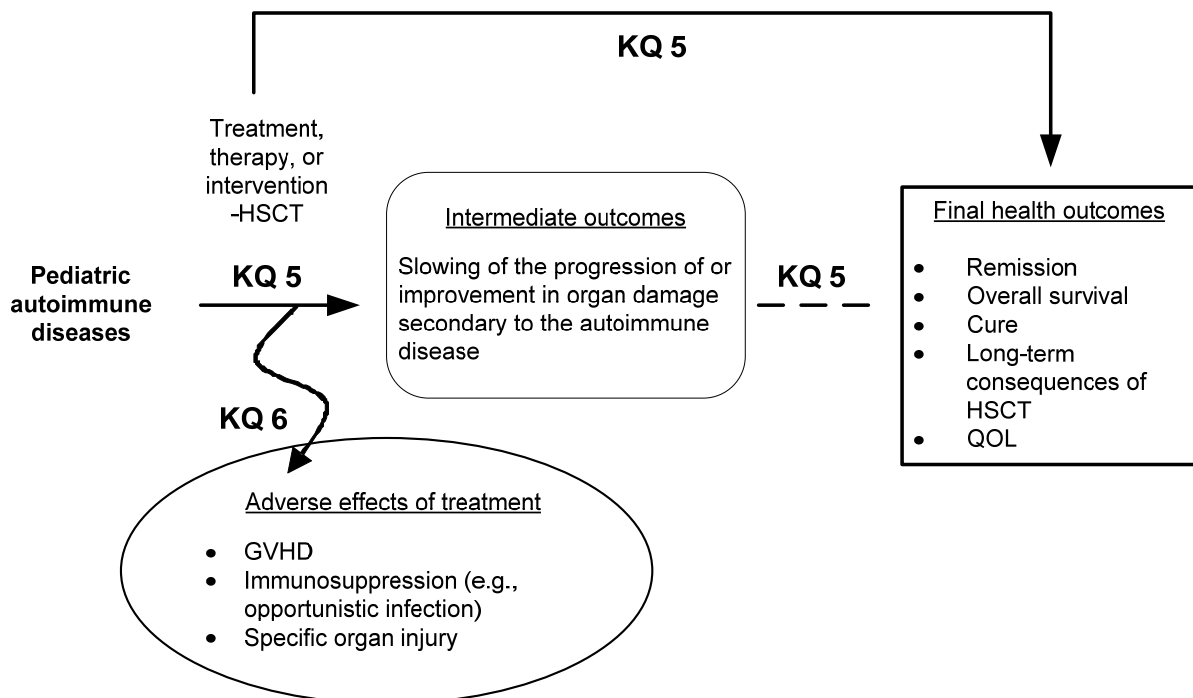 KQ 5
Treatment,
therapy, or
intervention
-HSCT
Pediatric
autoimmune
diseases
KQ 5
Intermediate outcomes
Slowing of the progression of or
improvement in organ damage
secondary to the autoimmune
disease
KQ 5
Final health outcomes
• Remission
• Overall survival
• Cure
• Long-term
consequences of
HSCT
• QOL
KQ 6
Adverse effects of treatment
• GVHD
• Immunosuppression (e.g.,
opportunistic infection)
• Specific organ injury